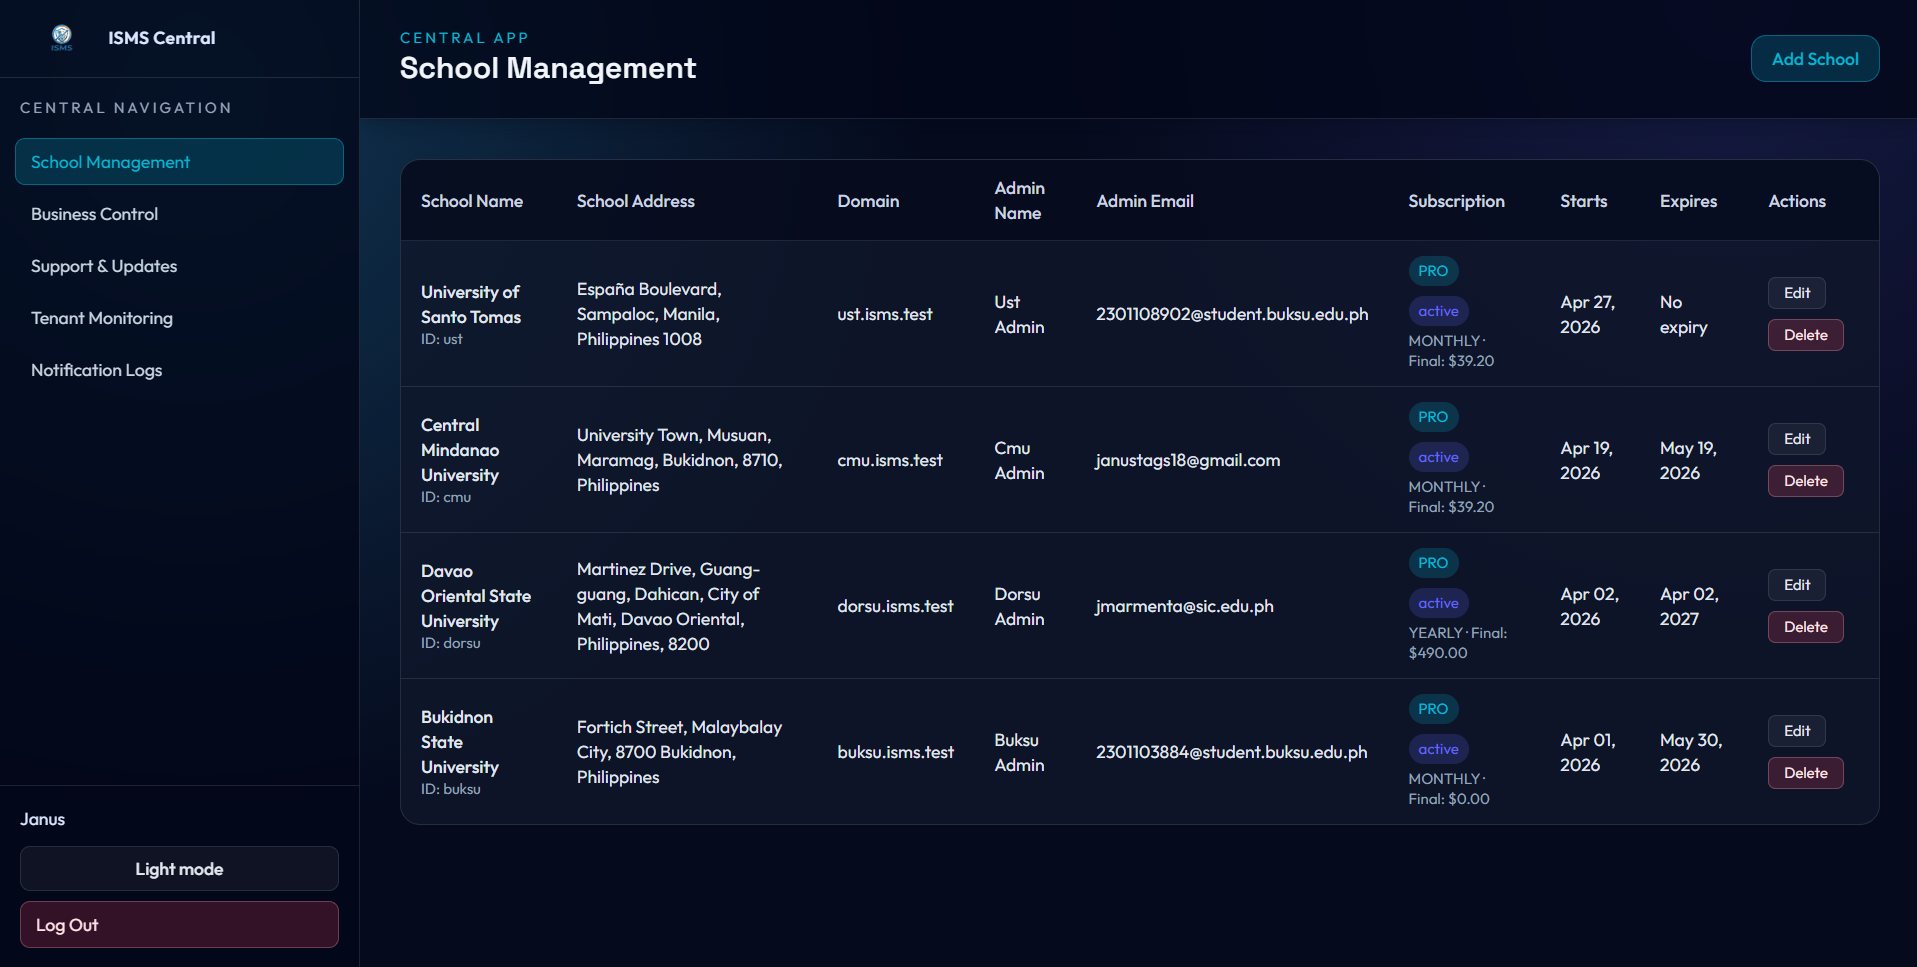 ISMS
ISMS Central
CENTRAL NAVIGATION
School Management
Business Control
Support & Updates
Tenant Monitoring
Notification Logs
Janus
Light mode
Log Out
CENTRAL APP
School Management
Add School
School Name
School Address
Domain
Admin
Name
Admin Email
Subscription
Starts
Expires
Actions
University of
Santo Tomas
ID: ust
España Boulevard,
Sampaloc, Manila,
Philippines 1008
ust.isms.test
Ust
Admin
2301108902@student.buksu.edu.ph
PRO
active
MONTHLY ·
Final: $39.20
Apr 27,
2026
No
expiry
Edit
Delete
Central
Mindanao
University
ID: cmu
University Town, Musuan,
Maramag, Bukidnon, 8710,
Philippines
cmu.isms.test
Cmu
Admin
janustags18@gmail.com
PRO
active
MONTHLY ·
Final: $39.20
Apr 19,
2026
May 19,
2026
Edit
Delete
Davao
Oriental State
University
ID: dorsu
Martinez Drive, Guang-
guang, Dahican, City of
Mati, Davao Oriental,
Philippines, 8200
dorsu.isms.test
Dorsu
Admin
jmarmenta@sic.edu.ph
PRO
active
YEARLY · Final:
$490.00
Apr 02,
2026
Apr 02,
2027
Edit
Delete
Bukidnon
State
University
ID: buksu
Fortich Street, Malaybalay
City, 8700 Bukidnon,
Philippines
buksu.isms.test
Buksu
Admin
2301103884@student.buksu.edu.ph
PRO
active
MONTHLY ·
Final: $0.00
Apr 01,
2026
May 30,
2026
Edit
Delete